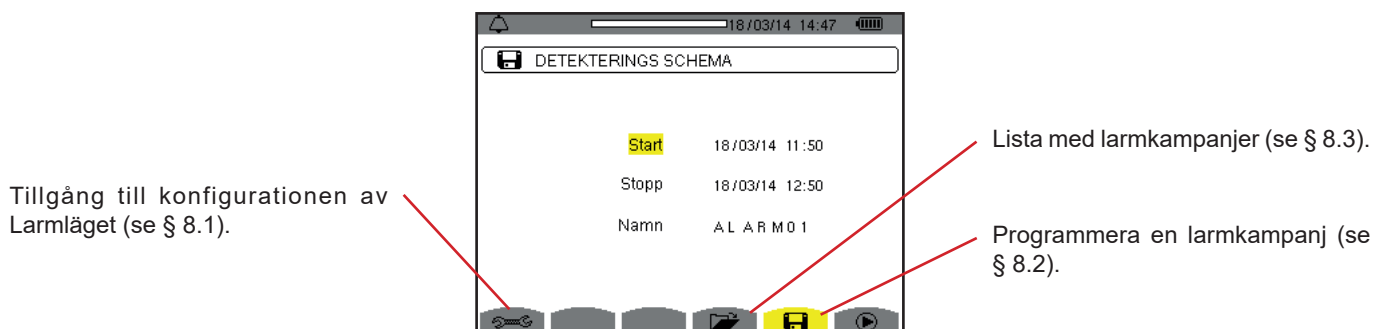 18/03/14 14:47
DETEKTERINGS SCHEMA
Start 18/03/14 11:50
Stopp 18/03/14 12:50
Namn ALARM01
Tillgång till konfigurationen av
Larmläget (se § 8.1).
Lista med larmkampanjer (se § 8.3).
Programmera en larmkampanj (se
§ 8.2).